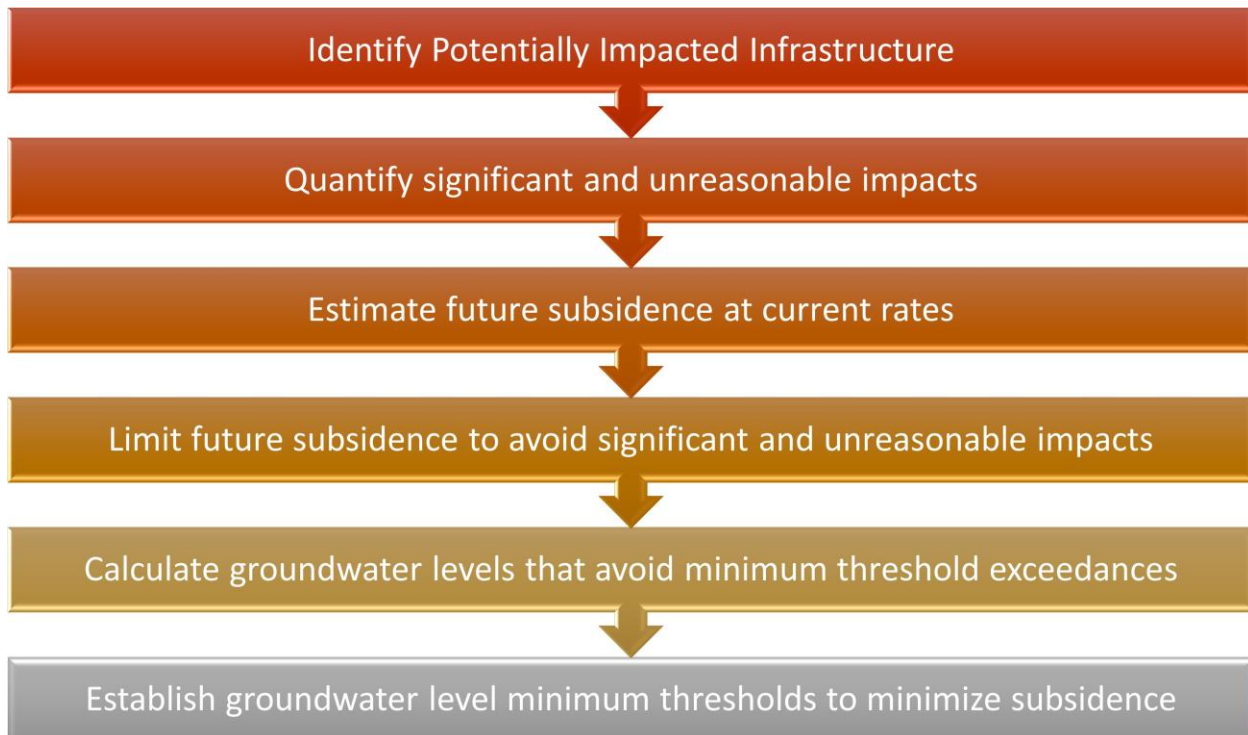 Identify Potentially Impacted Infrastructure
Quantify significant and unreasonable impacts
Estimate future subsidence at current rates
Limit future subsidence to avoid significant and unreasonable impacts
Calculate groundwater levels that avoid minimum threshold exceedances
Establish groundwater level minimum thresholds to minimize subsidence